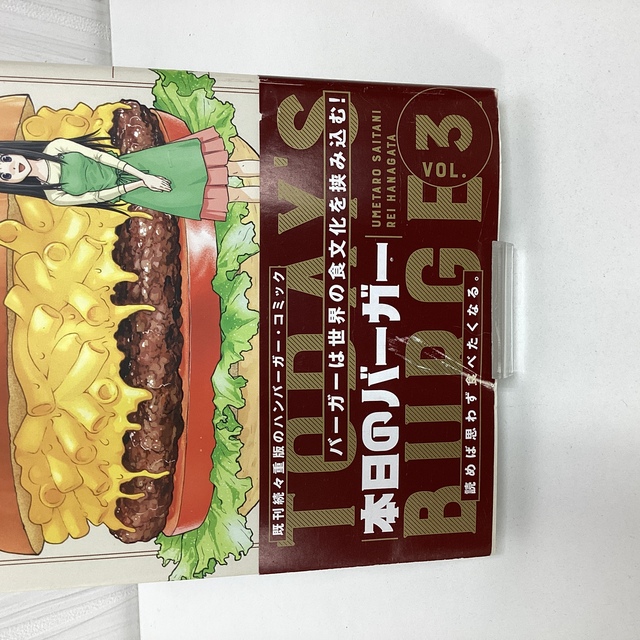 既刊続々重版のハンバーガー・コミック
TODAY'S
バーガーは世界の食文化を挟み込む!
本日のバーガー
UMETARO SAITANI
REI HANAGATA
BURGER
VOL. 3
読めば思わず食べたくなる。